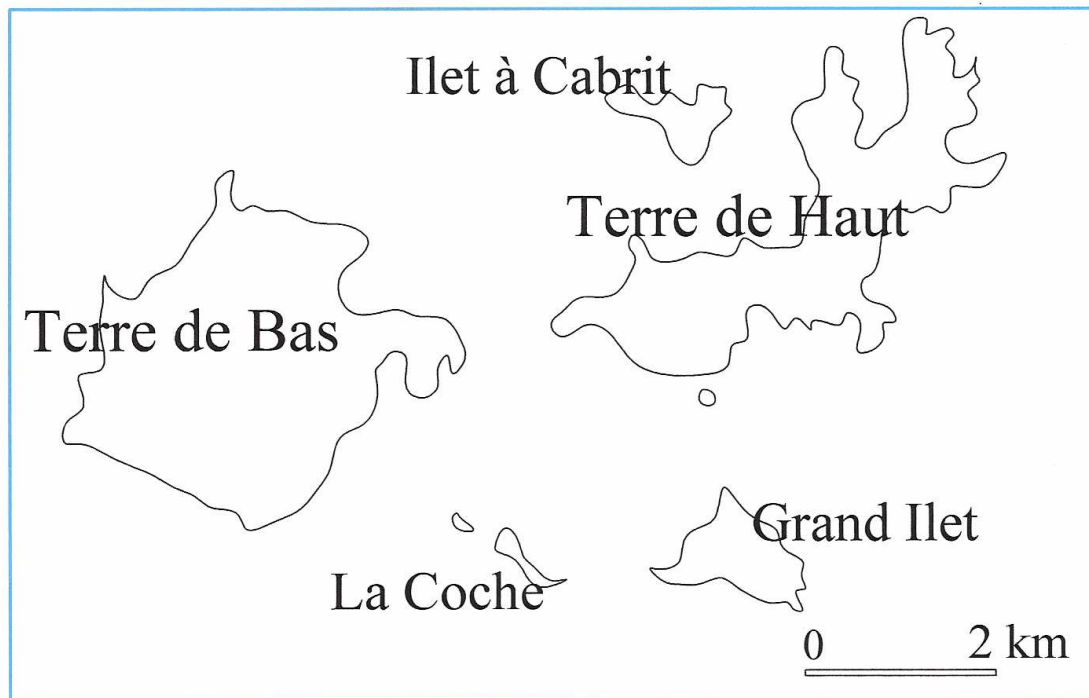 Ilet à Cabrit
Terre de Haut
Terre de Bas
Grand Ilet
La Coche
0 2 km